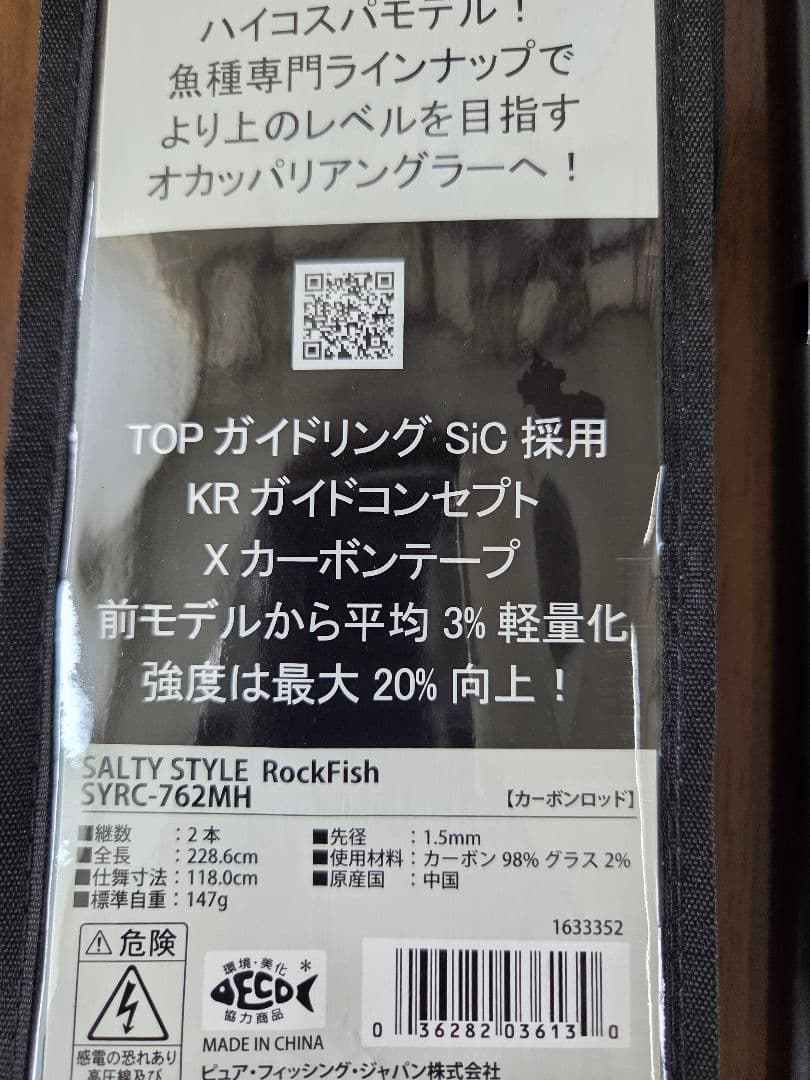 ハイコスパモデル！
魚種専門ラインナップで
より上のレベルを目指す
オカッパリアングラーへ！
TOP ガイドリング SiC 採用
KR ガイドコンセプト
X カーボンテープ
前モデルから平均 3% 軽量化
強度は最大 20% 向上！
SALTY STYLE RockFish
SYRC-762MH 【カーボンロッド】
■継数 ：2 本 ■先径 ：1.5mm
■全長 ：228.6cm ■使用材料：カーボン 98% グラス 2%
■仕舞寸法：118.0cm ■原産国 ：中国
■標準自重：147g
1633352
⚠危険
環境・美化
ECO
協力商品
*
0 36282 03613 0
MADE IN CHINA
感電の恐れあり
高圧線及び
ピュア・フィッシング・ジャパン株式会社